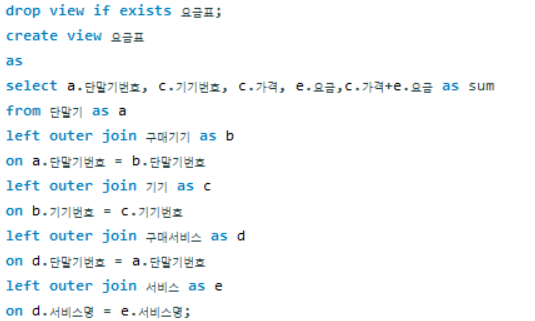 drop view if exists 요금표;
create view 요금표
as
select a.단말기번호, c.기기번호, c.가격, e.요금,c.가격+e.요금 as sum
from 단말기 as a
left outer join 구매기기 as b
on a.단말기번호 = b.단말기번호
left outer join 기기 as c
on b.기기번호 = c.기기번호
left outer join 구매서비스 as d
on d.단말기번호 = a.단말기번호
left outer join 서비스 as e
on d.서비스명 = e.서비스명;